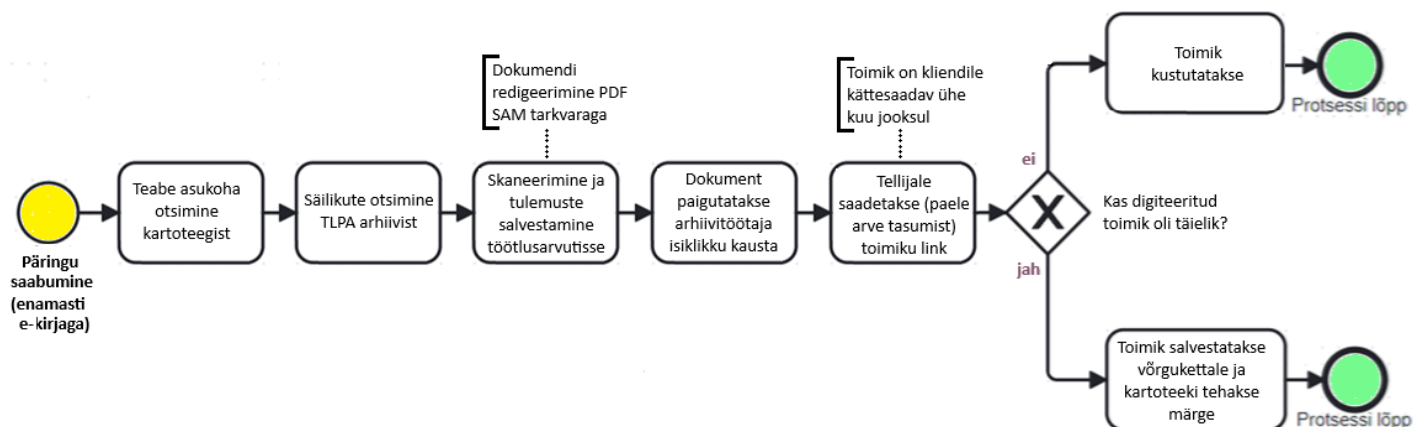 Päringu
saabumine
(enamasti
e-kirjaga)
Teabe asukoha
otsimine
kartoteegist
Säilikute otsimine
TLPA arhiivist
Dokumendi
redigeerimine PDF
SAM tarkvaraga
Skaneerimine ja
tulemuste
salvestamine
töötlusarvutisse
Dokument
paigutatakse
arhiivitöötaja
isiklikku kausta
Toimik on kliendile
kättesaadav ühe
kuu jooksul
Tellijale
saadetakse (paele
arve tasumist)
toimiku link
X
Kas digiteeritud
toimik oli täielik?
ei
Toimik
kustutatakse
Protsessi lõpp
jah
Toimik salvestatakse
võrgukettale ja
kartoteeki tehakse
märge
Protsessi lõpp